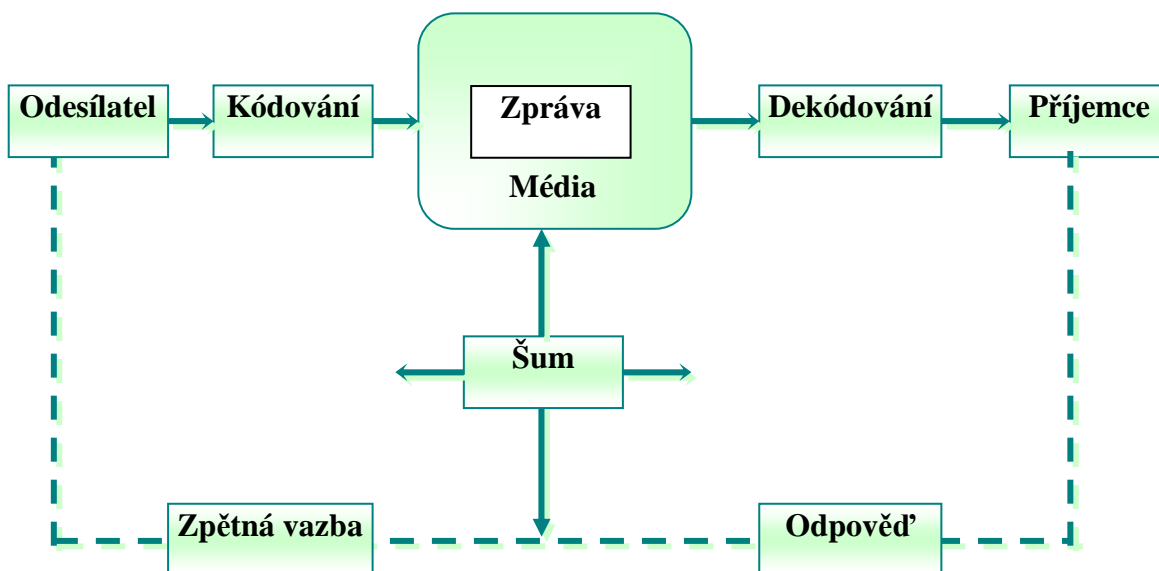 Odesílatel
Kódování
Zpráva
Média
Dekódování
Příjemce
Šum
Zpětná vazba
Odpověď